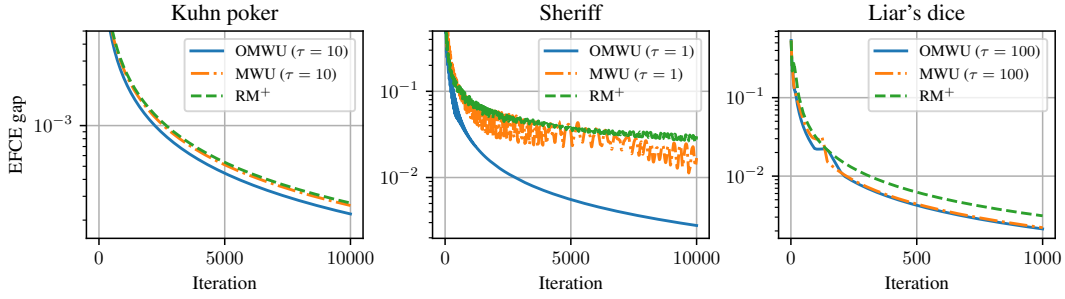 Kuhn poker
EFCE gap
10⁻³
OMWU (τ = 10)
MWU (τ = 10)
RM⁺
0 5000 10000
Iteration
Sheriff
10⁻¹
10⁻²
OMWU (τ = 1)
MWU (τ = 1)
RM⁺
0 5000 10000
Iteration
Liar's dice
10⁻¹
10⁻²
OMWU (τ = 100)
MWU (τ = 100)
RM⁺
0 500 1000
Iteration